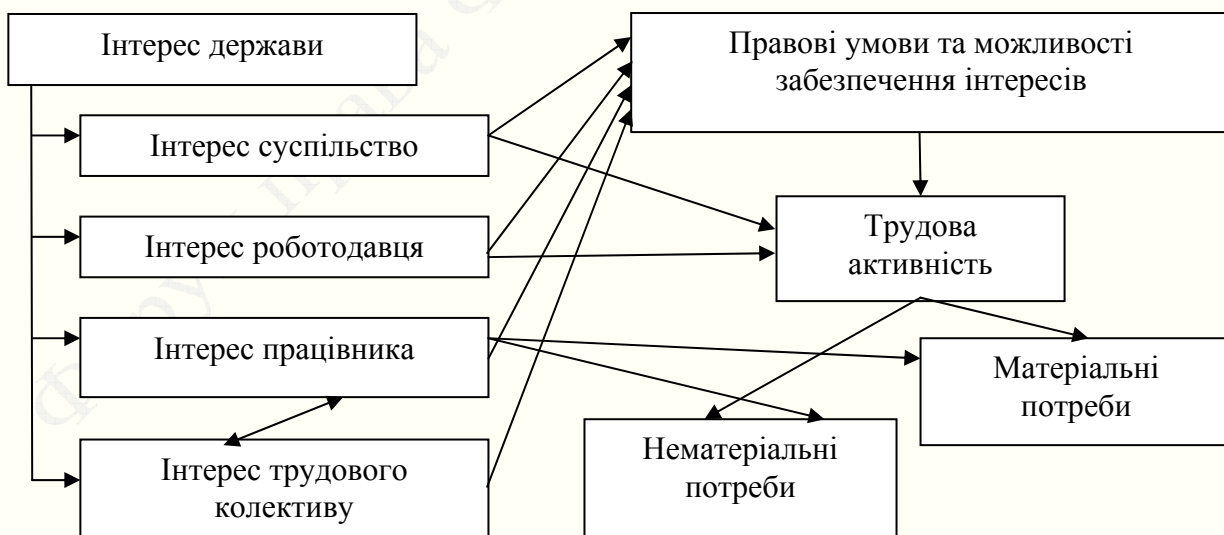 Інтерес держави
Правові умови та можливості
забезпечення інтересів
Інтерес суспільство
Інтерес роботодавця
Трудова
активність
Інтерес працівника
Матеріальні
потреби
Інтерес трудового
колективу
Нематеріальні
потреби